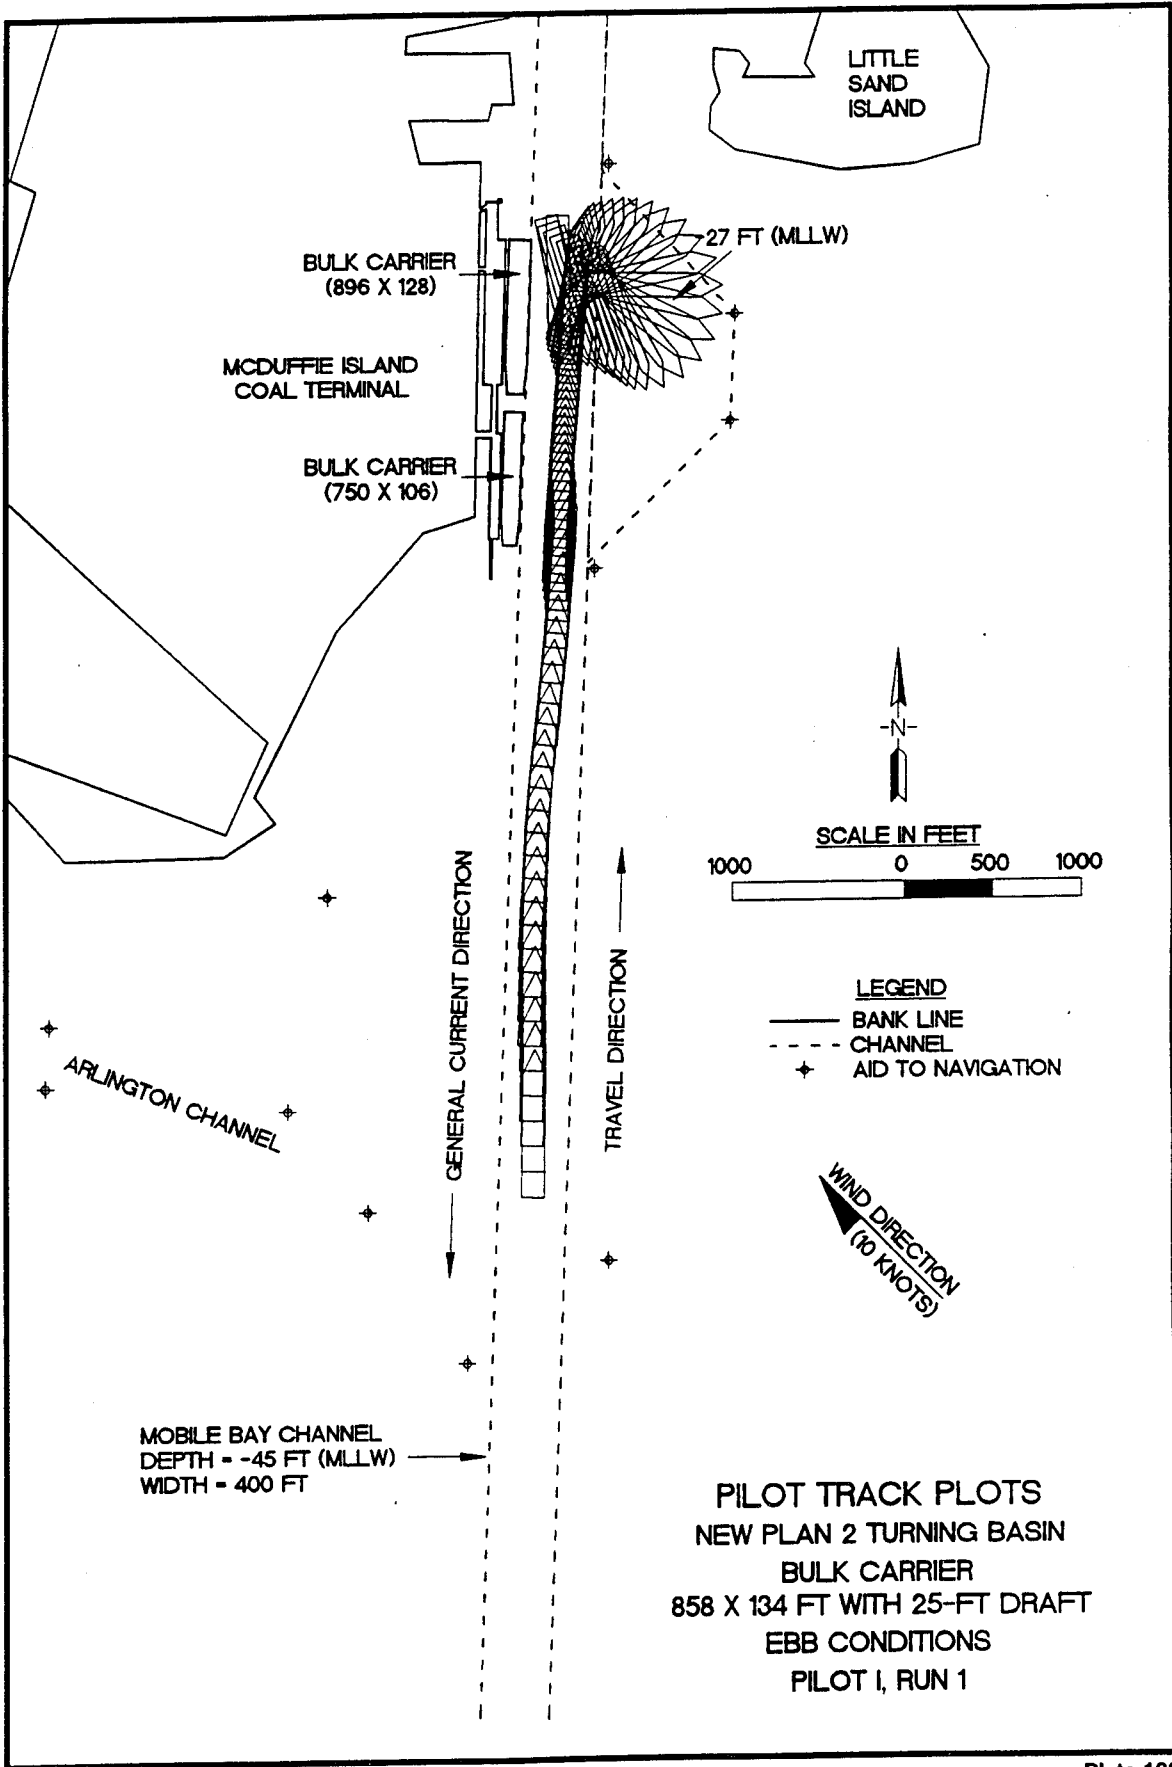 LITTLE
SAND
ISLAND
27 FT (MLLW)
BULK CARRIER
(896 X 128)
MCDUFFIE ISLAND
COAL TERMINAL
BULK CARRIER
(750 X 106)
-N-
SCALE IN FEET
1000 0 500 1000
GENERAL CURRENT DIRECTION
TRAVEL DIRECTION
LEGEND
BANK LINE
CHANNEL
AID TO NAVIGATION
ARLINGTON CHANNEL
WIND DIRECTION
(10 KNOTS)
MOBILE BAY CHANNEL
DEPTH = -45 FT (MLLW)
WIDTH = 400 FT
PILOT TRACK PLOTS
NEW PLAN 2 TURNING BASIN
BULK CARRIER
858 X 134 FT WITH 25-FT DRAFT
EBB CONDITIONS
PILOT I, RUN 1